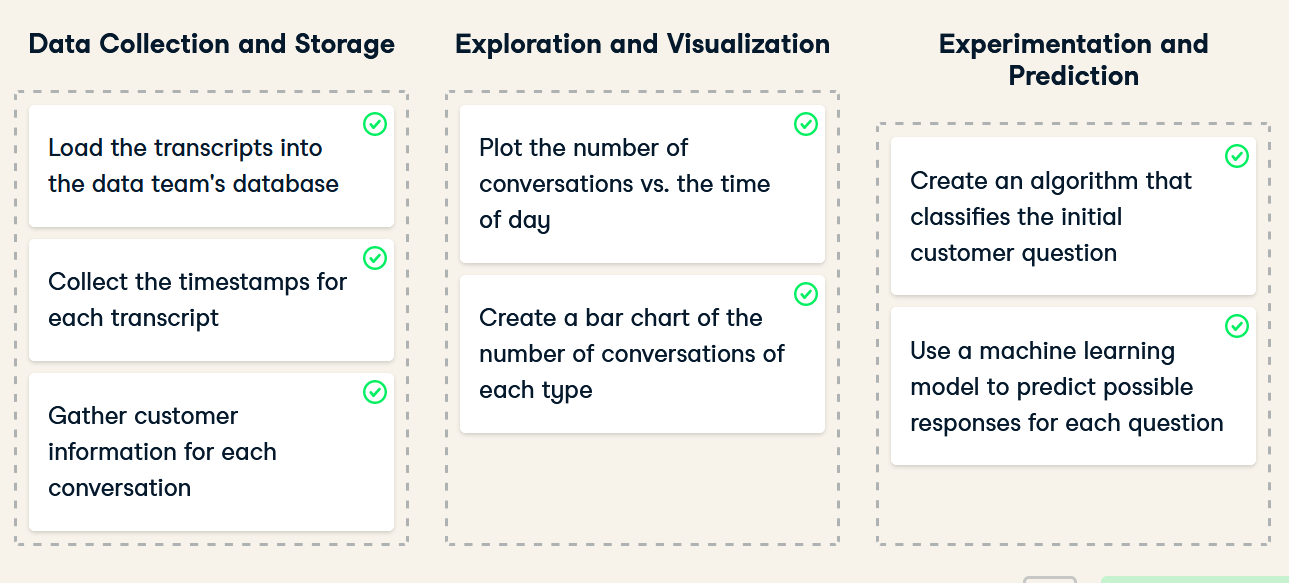 Data Collection and Storage
Load the transcripts into
the data team's database
Collect the timestamps for
each transcript
Gather customer
information for each
conversation
Exploration and Visualization
Plot the number of
conversations vs. the time
of day
Create a bar chart of the
number of conversations of
each type
Experimentation and
Prediction
Create an algorithm that
classifies the initial
customer question
Use a machine learning
model to predict possible
responses for each question